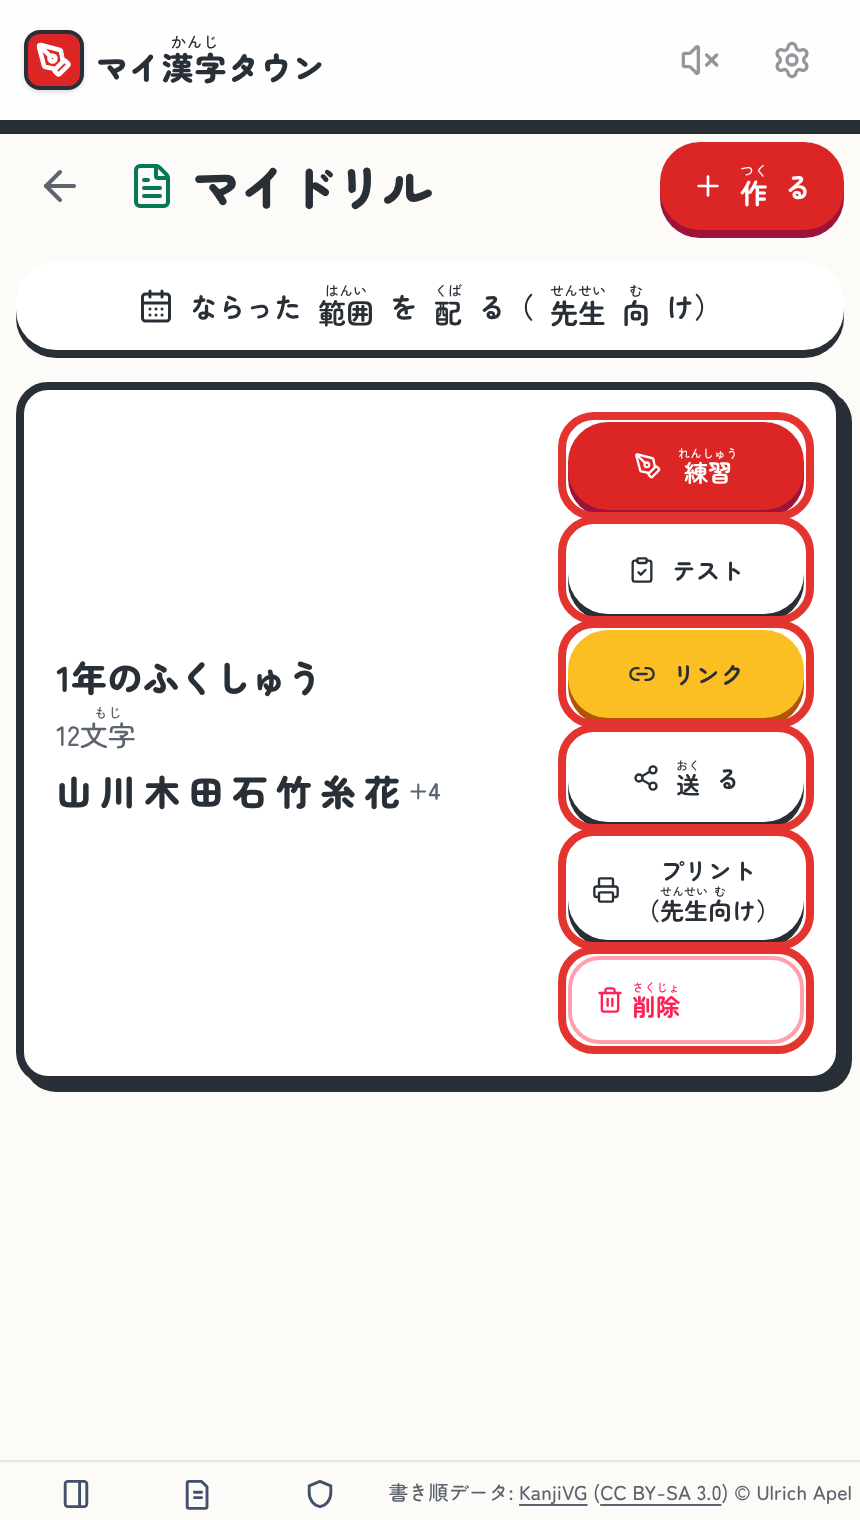 かんじ
マイ漢字タウン
マイドリル
つく
作る
はんい くば せんせい む
ならった範囲を配る(先生向け)
れんしゅう
練習
テスト
リンク
おく
送る
プリント
せんせい む
(先生向け)
さくじょ
削除
1年のふくしゅう
もじ
12文字
山川木田石竹糸花 +4
書き順データ: KanjiVG (CC BY-SA 3.0) © Ulrich Apel